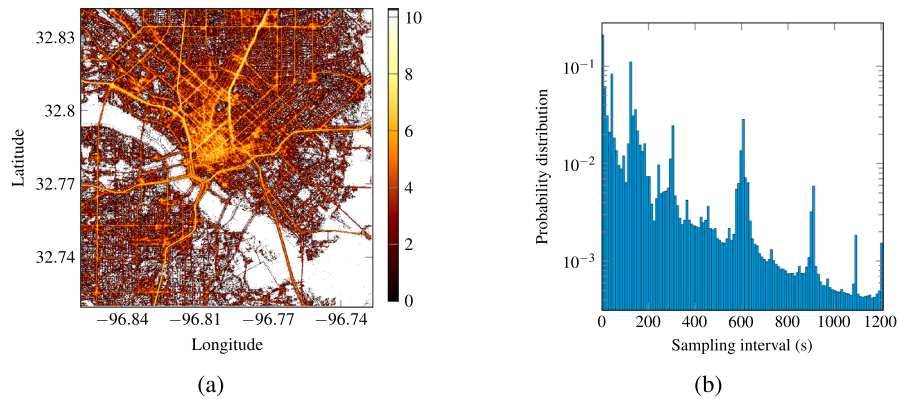 32.83
32.8
32.77
32.74
Latitude
−96.84 −96.81 −96.77 −96.74
Longitude
10
8
6
4
2
0
(a)
10⁻¹
10⁻²
10⁻³
Probability distribution
0 200 400 600 800 1000 1200
Sampling interval (s)
(b)